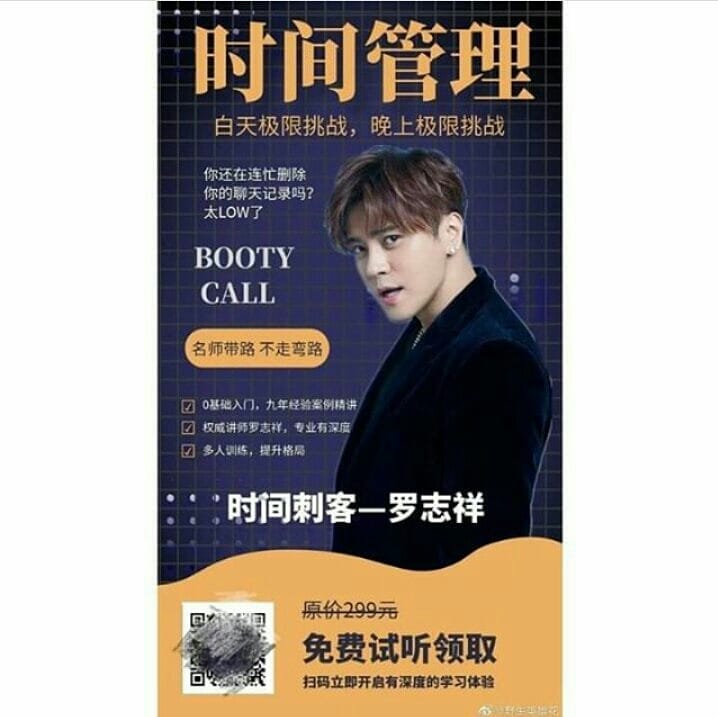 时间管理
白天极限挑战，晚上极限挑战
你还在连忙删除
你的聊天记录吗？
太LOW了
BOOTY
CALL
名师带路 不走弯路
0基础入门，九年经验案例精讲
权威讲师罗志祥，专业有深度
多人训练，提升格局
时间刺客—罗志祥
原价299元
免费试听领取
扫码立即开启有深度的学习体验